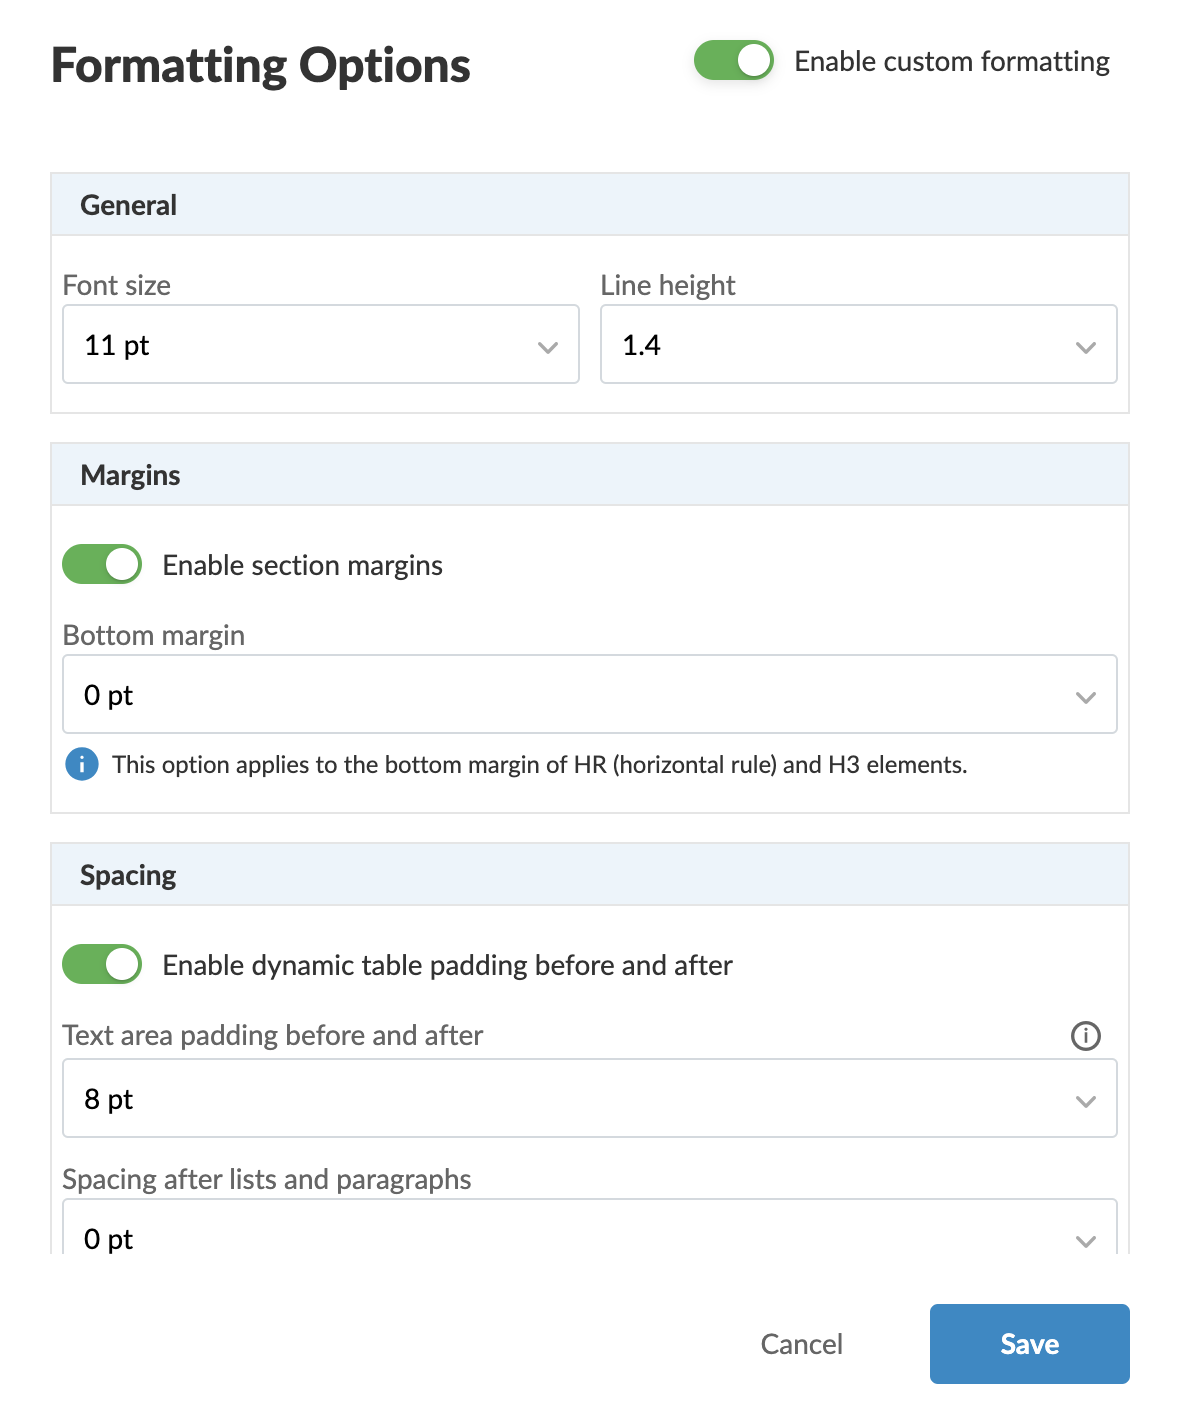 Formatting Options
Enable custom formatting
General
Font size
Line height
11 pt
1.4
Margins
Enable section margins
Bottom margin
0 pt
This option applies to the bottom margin of HR (horizontal rule) and H3 elements.
Spacing
Enable dynamic table padding before and after
Text area padding before and after
8 pt
Spacing after lists and paragraphs
0 pt
Cancel
Save